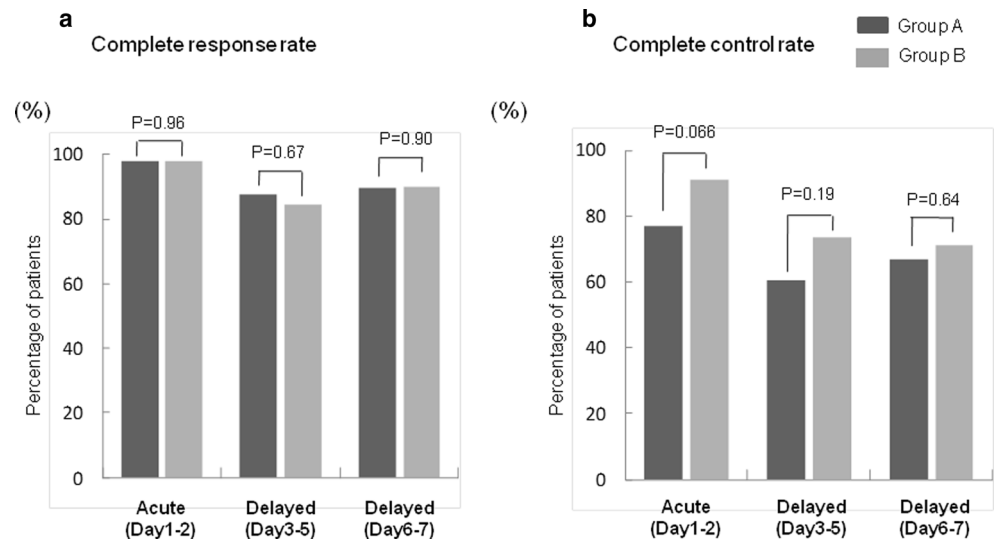 a
Complete response rate
(%)
Percentage of patients
100
80
60
40
20
0
P=0.96
P=0.67
P=0.90
Acute
(Day1-2)
Delayed
(Day3-5)
Delayed
(Day6-7)
b
Complete control rate
Group A
Group B
(%)
Percentage of patients
100
80
60
40
20
0
P=0.066
P=0.19
P=0.64
Acute
(Day1-2)
Delayed
(Day3-5)
Delayed
(Day6-7)